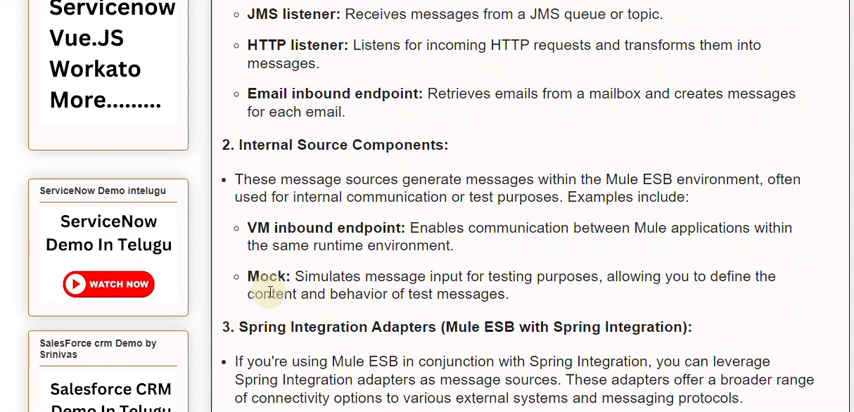 Servicenow
Vue.JS
Workato
More.........
ServiceNow Demo intelugu
ServiceNow
Demo In Telugu
WATCH NOW
SalesForce crm Demo by
Srinivas
Salesforce CRM
Demo In Telugu
JMS listener: Receives messages from a JMS queue or topic.
HTTP listener: Listens for incoming HTTP requests and transforms them into
messages.
Email inbound endpoint: Retrieves emails from a mailbox and creates messages
for each email.
2. Internal Source Components:
These message sources generate messages within the Mule ESB environment, often
used for internal communication or test purposes. Examples include:
VM inbound endpoint: Enables communication between Mule applications within
the same runtime environment.
Mock: Simulates message input for testing purposes, allowing you to define the
content and behavior of test messages.
3. Spring Integration Adapters (Mule ESB with Spring Integration):
If you're using Mule ESB in conjunction with Spring Integration, you can leverage
Spring Integration adapters as message sources. These adapters offer a broader range
of connectivity options to various external systems and messaging protocols.